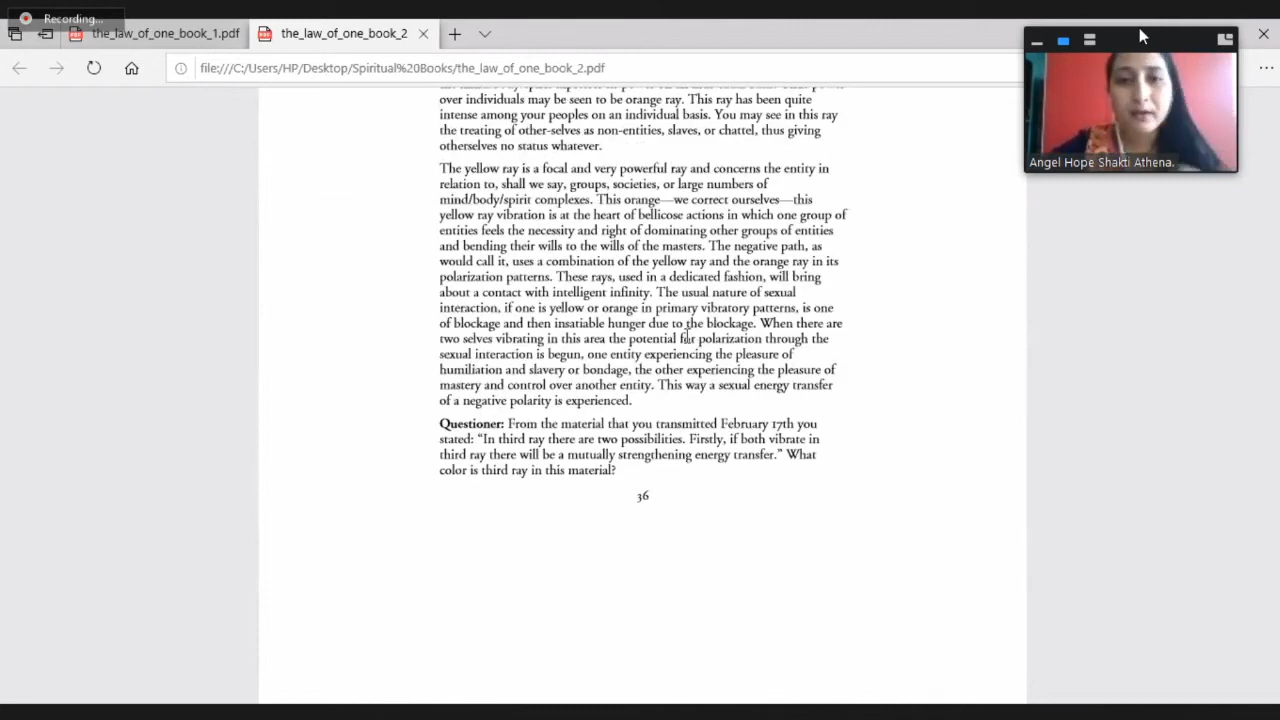 Recording...
the_law_of_one_book_1.pdf
the_law_of_one_book_2
file:///C:/Users/HP/Desktop/Spiritual%20Books/the_law_of_one_book_2.pdf
Angel Hope Shakti Athena.
over individuals may be seen to be orange ray. This ray has been quite
intense among your peoples on an individual basis. You may see in this ray
the treating of other-selves as non-entities, slaves, or chattel, thus giving
otherselves no status whatever.
The yellow ray is a focal and very powerful ray and concerns the entity in
relation to, shall we say, groups, societies, or large numbers of
mind/body/spirit complexes. This orange—we correct ourselves—this
yellow ray vibration is at the heart of bellicose actions in which one group of
entities feels the necessity and right of dominating other groups of entities
and bending their wills to the wills of the masters. The negative path, as
would call it, uses a combination of the yellow ray and the orange ray in its
polarization patterns. These rays, used in a dedicated fashion, will bring
about a contact with intelligent infinity. The usual nature of sexual
interaction, if one is yellow or orange in primary vibratory patterns, is one
of blockage and then insatiable hunger due to the blockage. When there are
two selves vibrating in this area the potential for polarization through the
sexual interaction is begun, one entity experiencing the pleasure of
humiliation and slavery or bondage, the other experiencing the pleasure of
mastery and control over another entity. This way a sexual energy transfer
of a negative polarity is experienced.
Questioner: From the material that you transmitted February 17th you
stated: “In third ray there are two possibilities. Firstly, if both vibrate in
third ray there will be a mutually strengthening energy transfer.” What
color is third ray in this material?
36